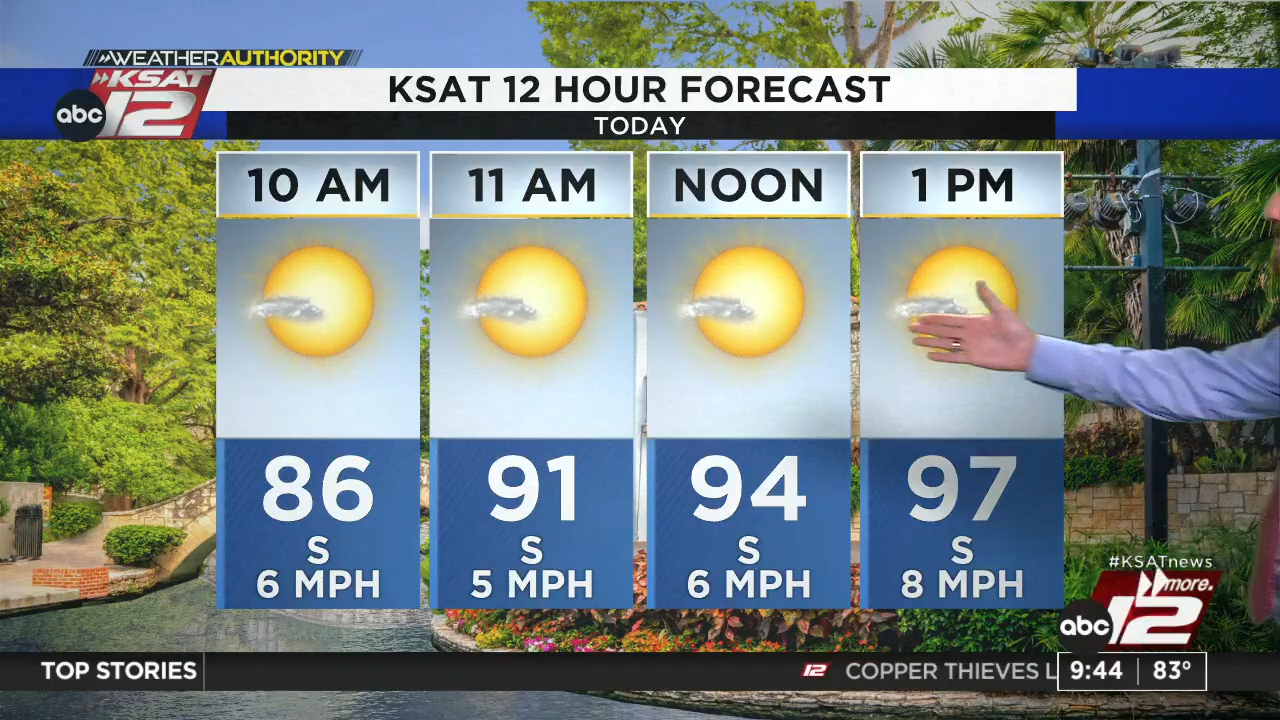 WEATHERAUTHORITY
KSAT
abc
12
KSAT 12 HOUR FORECAST
TODAY
10 AM
11 AM
NOON
1 PM
86
S
6 MPH
91
S
5 MPH
94
S
6 MPH
97
S
8 MPH
#KSATnews
more.
abc
12
TOP STORIES
12
COPPER THIEVES L
9:44
83°